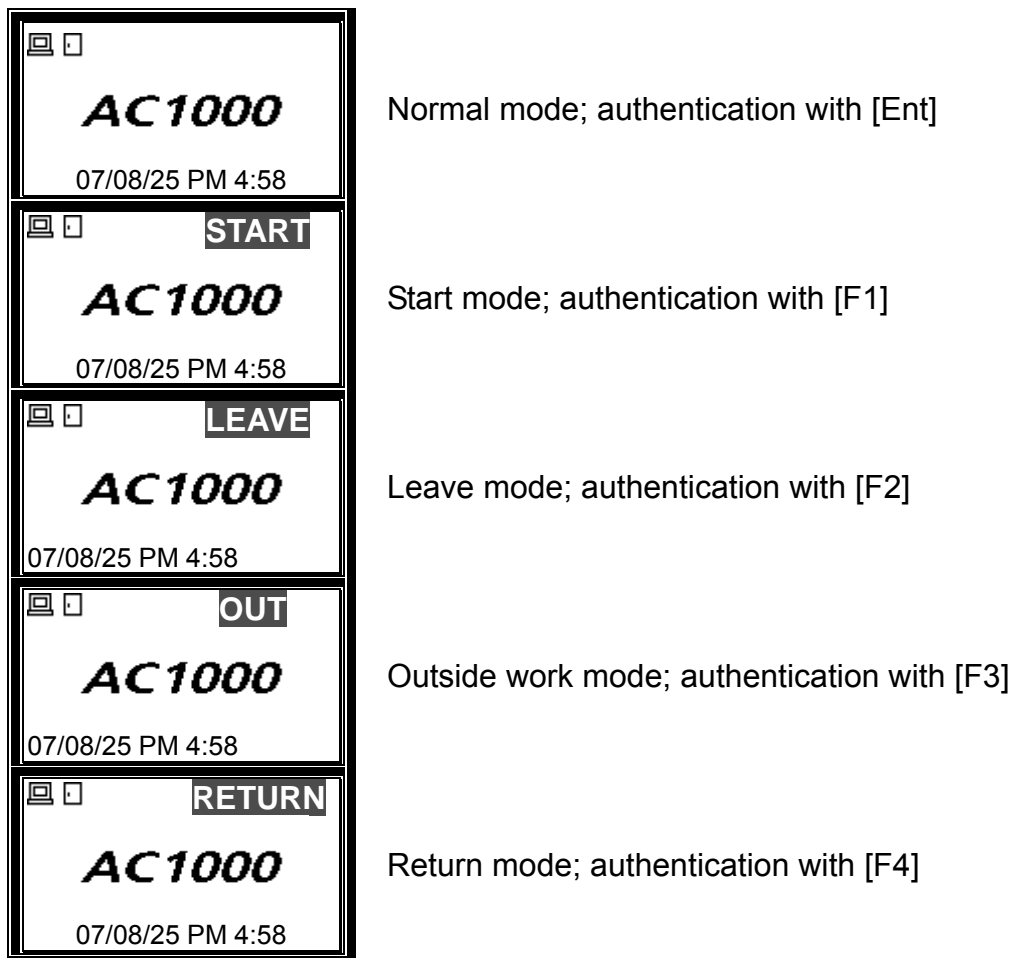 AC1000
Normal mode; authentication with [Ent]
07/08/25 PM 4:58
START
AC1000
Start mode; authentication with [F1]
07/08/25 PM 4:58
LEAVE
AC1000
Leave mode; authentication with [F2]
07/08/25 PM 4:58
OUT
AC1000
Outside work mode; authentication with [F3]
07/08/25 PM 4:58
RETURN
AC1000
Return mode; authentication with [F4]
07/08/25 PM 4:58